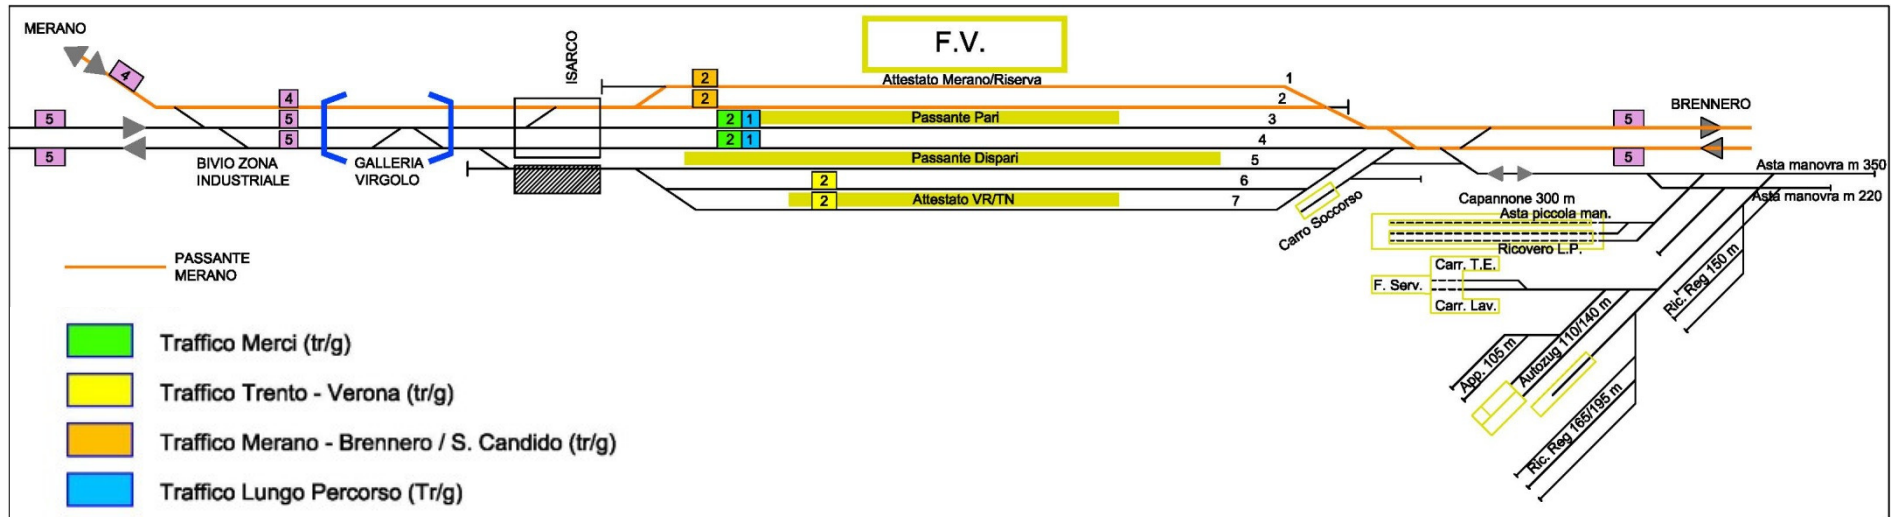 MERANO
4
5
5
4
5
5
BIVIO ZONA
INDUSTRIALE
GALLERIA
VIRGOLO
ISARCO
F.V.
2
Attestato Merano/Riserva
1
2
2
2 1
Passante Pari
3
2 1
4
Passante Dispari
5
2
6
2
Attestato VR/TN
7
Carro Soccorso
BRENNERO
5
5
Asta manovra m 350
Asta manovra m 220
Capannone 300 m
Asta piccola man.
Ricovero L.P.
Carr. T.E.
F. Serv.
Carr. Lav.
Ric. Reg 150 m
App. 105 m
Autozug 110/140 m
Ric. Reg 165/195 m
PASSANTE
MERANO
Traffico Merci (tr/g)
Traffico Trento - Verona (tr/g)
Traffico Merano - Brennero / S. Candido (tr/g)
Traffico Lungo Percorso (Tr/g)